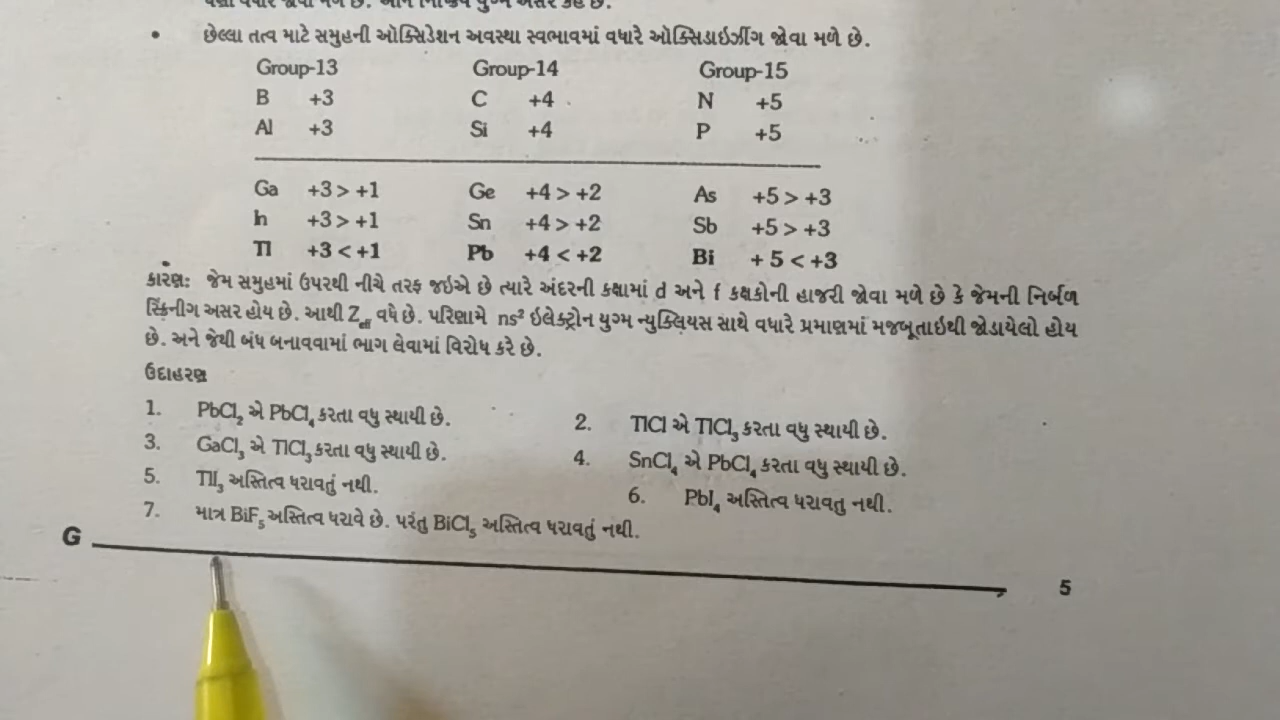 છેલ્લા તત્વ માટે સમુહની ઑક્સિડેશન અવસ્થા સ્વભાવમાં વધારે ઑક્સિડાઇઝીંગ જોવા મળે છે.
Group-13 Group-14 Group-15
B +3 C +4 N +5
Al +3 Si +4 P +5
Ga +3 > +1 Ge +4 > +2 As +5 > +3
In +3 > +1 Sn +4 > +2 Sb +5 > +3
Tl +3 < +1 Pb +4 < +2 Bi + 5 < +3
કારણ: જેમ સમુહમાં ઉપરથી નીચે તરફ જઇએ છે ત્યારે અંદરની કક્ષામાં d અને f કક્ષકોની હાજરી જોવા મળે છે કે જેમની નિર્બળ
સ્ક્રિનીગ અસર હોય છે. આથી Zeff વધે છે. પરિણામે ns² ઇલેક્ટ્રોન યુગ્મ ન્યુક્લિયસ સાથે વધારે પ્રમાણમાં મજબૂતાઇથી જોડાયેલો હોય
છે. અને જેથી બંધ બનાવવામાં ભાગ લેવામાં વિરોધ કરે છે.
ઉદાહરણ
1. PbCl₂ એ PbCl₄ કરતા વધુ સ્થાયી છે. 2. TlCl એ TlCl₃ કરતા વધુ સ્થાયી છે.
3. GaCl₃ એ TlCl₃ કરતા વધુ સ્થાયી છે. 4. SnCl₄ એ PbCl₄ કરતા વધુ સ્થાયી છે.
5. TlI₃ અસ્તિત્વ ધરાવતું નથી. 6. PbI₄ અસ્તિત્વ ધરાવતુ નથી.
7. માત્ર BiF₅ અસ્તિત્વ ધરાવે છે. પરંતુ BiCl₅ અસ્તિત્વ ધરાવતું નથી.
G 5